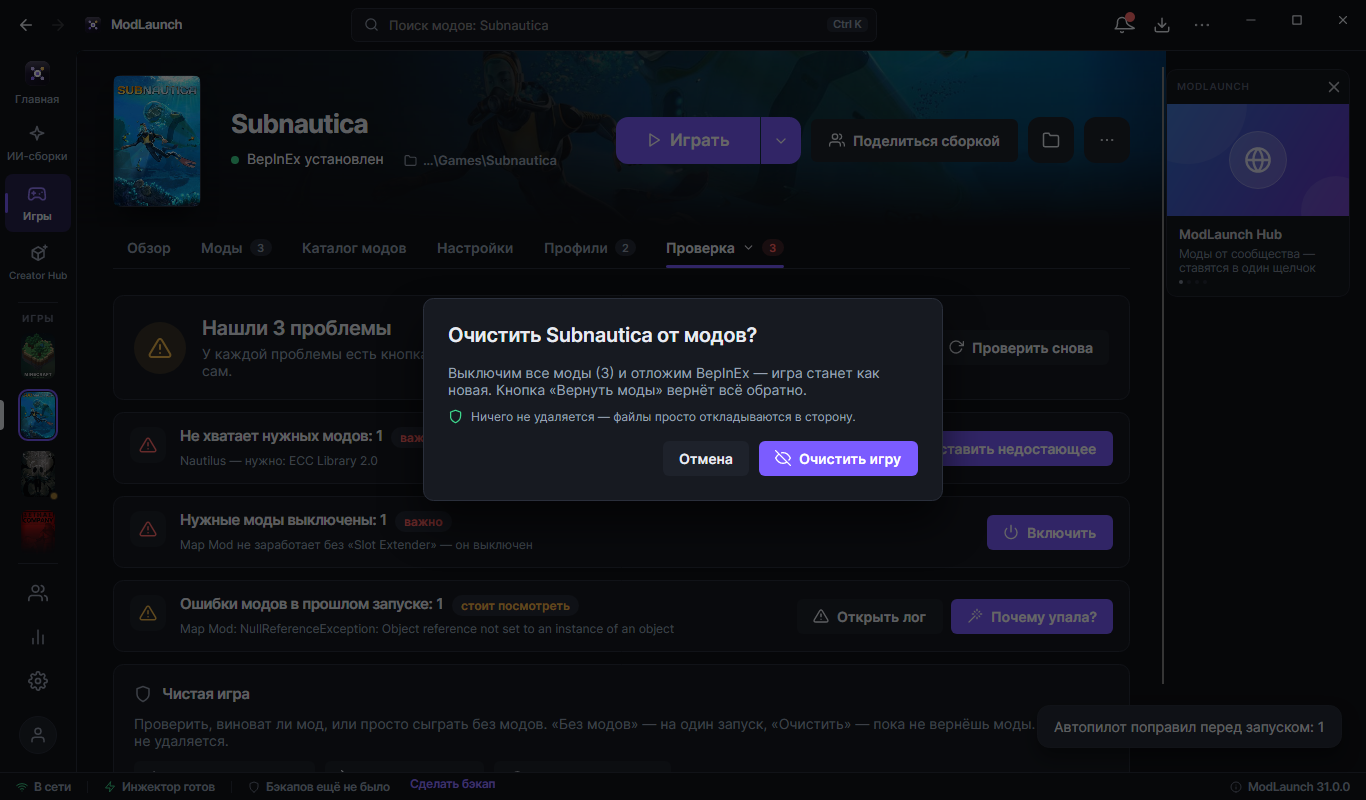 ModLaunch
Поиск модов: Subnautica
Ctrl K
Главная
ИИ-сборки
Игры
Creator Hub
ИГРЫ
SUBNAUTICA
Subnautica
BepInEx установлен
...\Games\Subnautica
Играть
Поделиться сборкой
MODLAUNCH
ModLaunch Hub
Моды от сообщества —
ставятся в один щелчок
Обзор
Моды 3
Каталог модов
Настройки
Профили 2
Проверка 3
Нашли 3 проблемы
У каждой проблемы есть кнопка
сам.
Проверить снова
Очистить Subnautica от модов?
Выключим все моды (3) и отложим BepInEx — игра станет как
новая. Кнопка «Вернуть моды» вернёт всё обратно.
Ничего не удаляется — файлы просто откладываются в сторону.
Отмена
Очистить игру
Не хватает нужных модов: 1
Nautilus — нужно: ECC Library 2.0
недостающее
Нужные моды выключены: 1 важно
Map Mod не заработает без «Slot Extender» — он выключен
Включить
Ошибки модов в прошлом запуске: 1 стоит посмотреть
Map Mod: NullReferenceException: Object reference not set to an instance of an object
Открыть лог
Почему упала?
Чистая игра
Проверить, виноват ли мод, или просто сыграть без модов. «Без модов» — на один запуск, «Очистить» — пока не вернёшь моды.
не удаляется.
Автопилот поправил перед запуском: 1
В сети
Инжектор готов
Бэкапов ещё не было
Сделать бэкап
ModLaunch 31.0.0